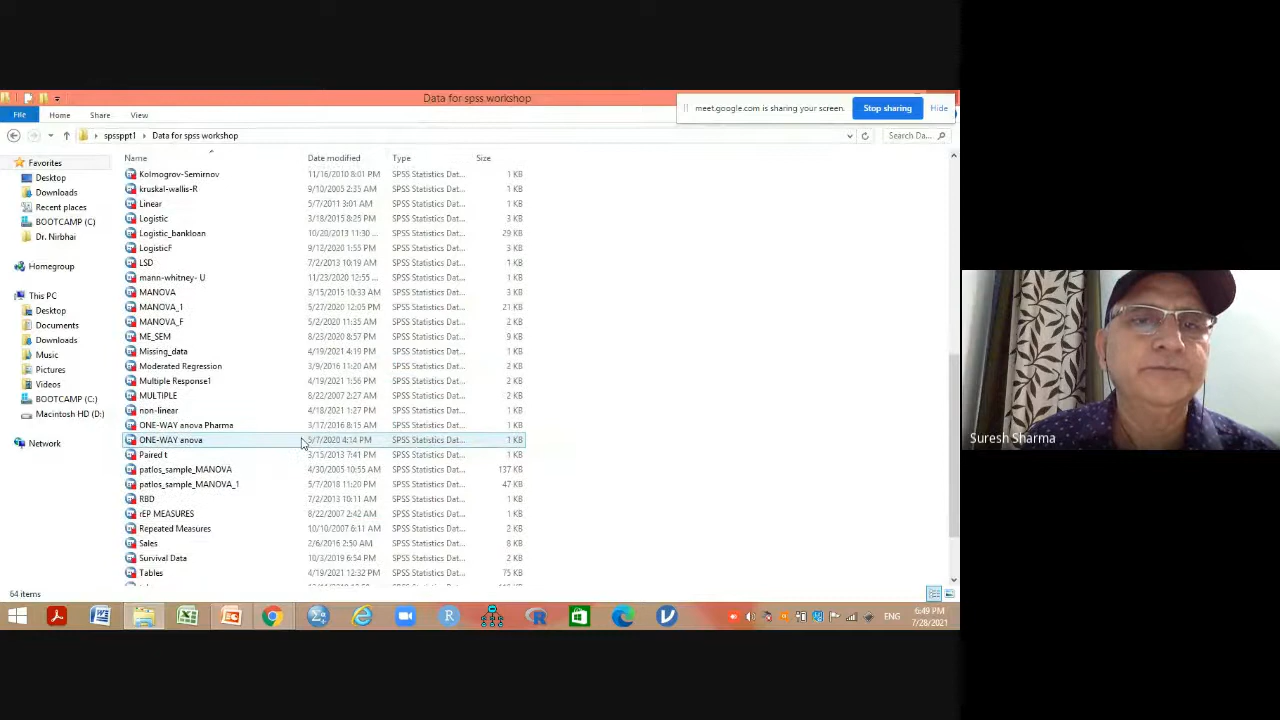 Data for spss workshop
meet.google.com is sharing your screen.
Stop sharing
Hide
File
Home
Share
View
spssppt1
Data for spss workshop
Search Da...
Favorites
Desktop
Downloads
Recent places
BOOTCAMP (C)
Dr. Nirbhai
Homegroup
This PC
Desktop
Documents
Downloads
Music
Pictures
Videos
BOOTCAMP (C:)
Macintosh HD (D:)
Network
Name Date modified Type Size
Kolmogrov-Semirnov 11/16/2010 8:01 PM SPSS Statistics Dat... 1 KB
kruskal-wallis-R 9/10/2005 2:35 AM SPSS Statistics Dat... 1 KB
Linear 5/7/2011 3:01 AM SPSS Statistics Dat... 1 KB
Logistic 3/18/2015 8:25 PM SPSS Statistics Dat... 3 KB
Logistic_bankloan 10/20/2013 11:30 ... SPSS Statistics Dat... 29 KB
LogisticF 9/12/2020 1:55 PM SPSS Statistics Dat... 3 KB
LSD 7/2/2013 10:19 AM SPSS Statistics Dat... 1 KB
mann-whitney- U 11/23/2020 12:55 ... SPSS Statistics Dat... 1 KB
MANOVA 3/15/2015 10:33 AM SPSS Statistics Dat... 3 KB
MANOVA_1 5/27/2020 12:05 PM SPSS Statistics Dat... 21 KB
MANOVA_F 5/2/2020 11:35 AM SPSS Statistics Dat... 2 KB
ME_SEM 8/23/2020 8:57 PM SPSS Statistics Dat... 9 KB
Missing_data 4/19/2021 4:19 PM SPSS Statistics Dat... 1 KB
Moderated Regression 3/9/2016 11:20 AM SPSS Statistics Dat... 2 KB
Multiple Response1 4/19/2021 1:56 PM SPSS Statistics Dat... 2 KB
MULTIPLE 8/22/2007 2:27 AM SPSS Statistics Dat... 2 KB
non-linear 4/18/2021 1:27 PM SPSS Statistics Dat... 1 KB
ONE-WAY anova Pharma 3/17/2016 8:15 AM SPSS Statistics Dat... 1 KB
ONE-WAY anova 5/7/2020 4:14 PM SPSS Statistics Dat... 1 KB
Paired t 3/15/2013 7:41 PM SPSS Statistics Dat... 1 KB
patlos_sample_MANOVA 4/30/2005 10:55 AM SPSS Statistics Dat... 137 KB
patlos_sample_MANOVA_1 5/7/2018 11:20 PM SPSS Statistics Dat... 47 KB
RBD 7/2/2013 10:11 AM SPSS Statistics Dat... 1 KB
rEP MEASURES 8/22/2007 2:42 AM SPSS Statistics Dat... 1 KB
Repeated Measures 10/10/2007 6:11 AM SPSS Statistics Dat... 2 KB
Sales 2/6/2016 2:50 AM SPSS Statistics Dat... 8 KB
Survival Data 10/3/2019 6:54 PM SPSS Statistics Dat... 2 KB
Tables 4/19/2021 12:32 PM SPSS Statistics Dat... 75 KB
64 items
ENG
6:49 PM
7/28/2021
Suresh Sharma